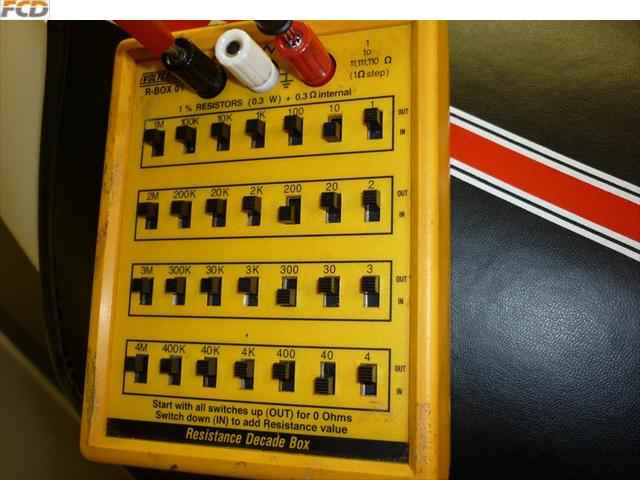 FCD
R-BOX 01
1
to
11,111,110 Ω
(1Ω step)
1% RESISTORS (0.3 W) + 0.3 Ω internal
1M 100K 10K 1K 100 10 1 OUT
IN
2M 200K 20K 2K 200 20 2 OUT
IN
3M 300K 30K 3K 300 30 3 OUT
IN
4M 400K 40K 4K 400 40 4 OUT
IN
Start with all switches up (OUT) for 0 Ohms
Switch down (IN) to add Resistance value
Resistance Decade Box